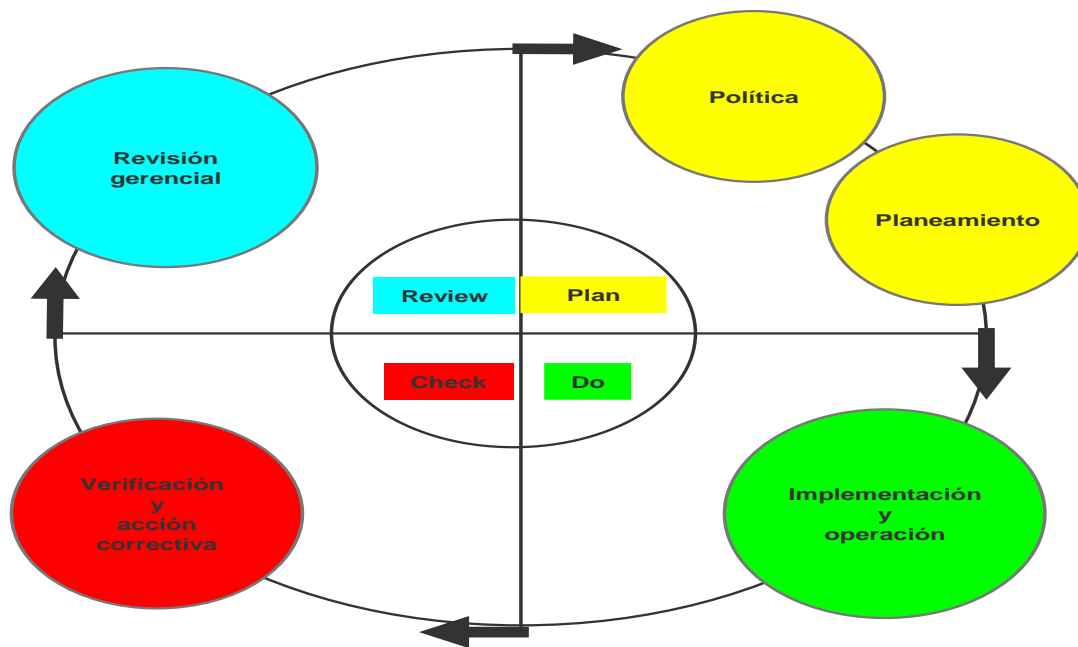 Política
Revisión
gerencial
Planeamiento
Review
Plan
Check
Do
Verificación
y
acción
correctiva
Implementación
y
operación